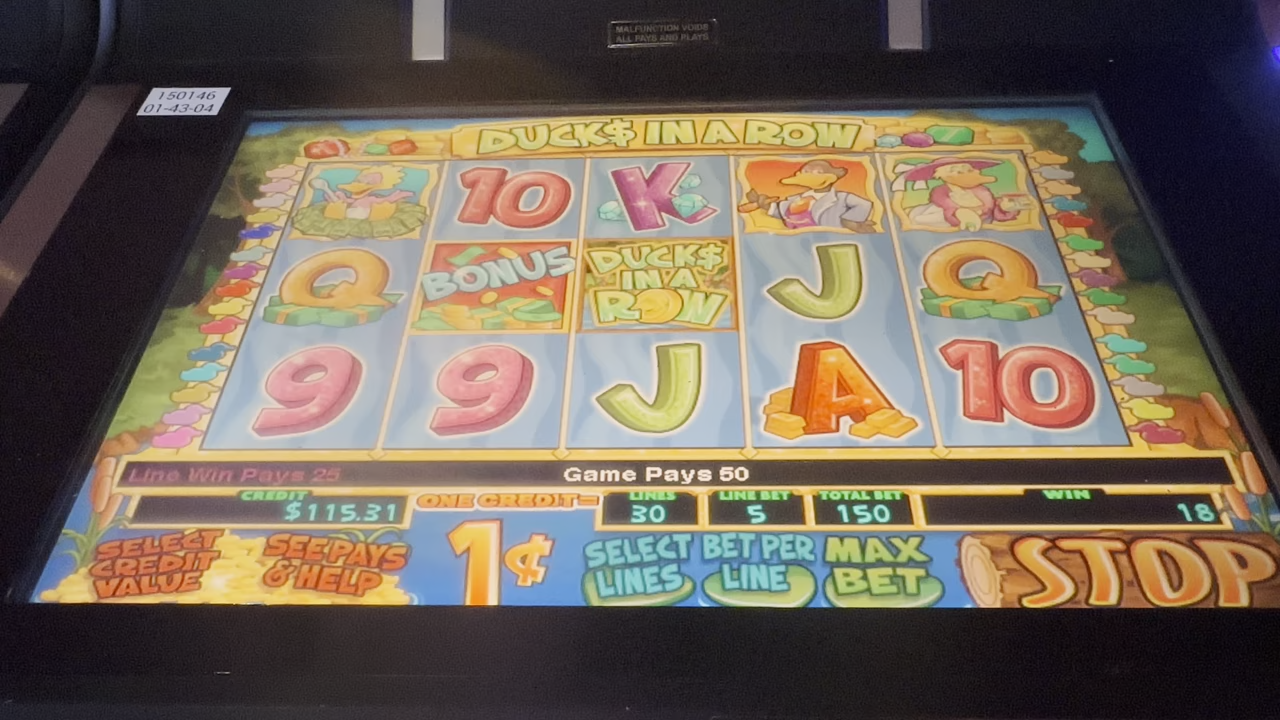 MALFUNCTION VOIDS
ALL PAYS AND PLAYS
150146
01-43-04
DUCK$ IN A ROW
10 K
Q BONUS DUCK$ IN A ROW J Q
9 9 J A 10
Line Win Pays 25 Game Pays 50
CREDIT ONE CREDIT= LINES LINE BET TOTAL BET WIN
$115.31 1¢ 30 5 150 18
SELECT CREDIT VALUE SEE PAYS & HELP SELECT LINES BET PER LINE MAX BET STOP